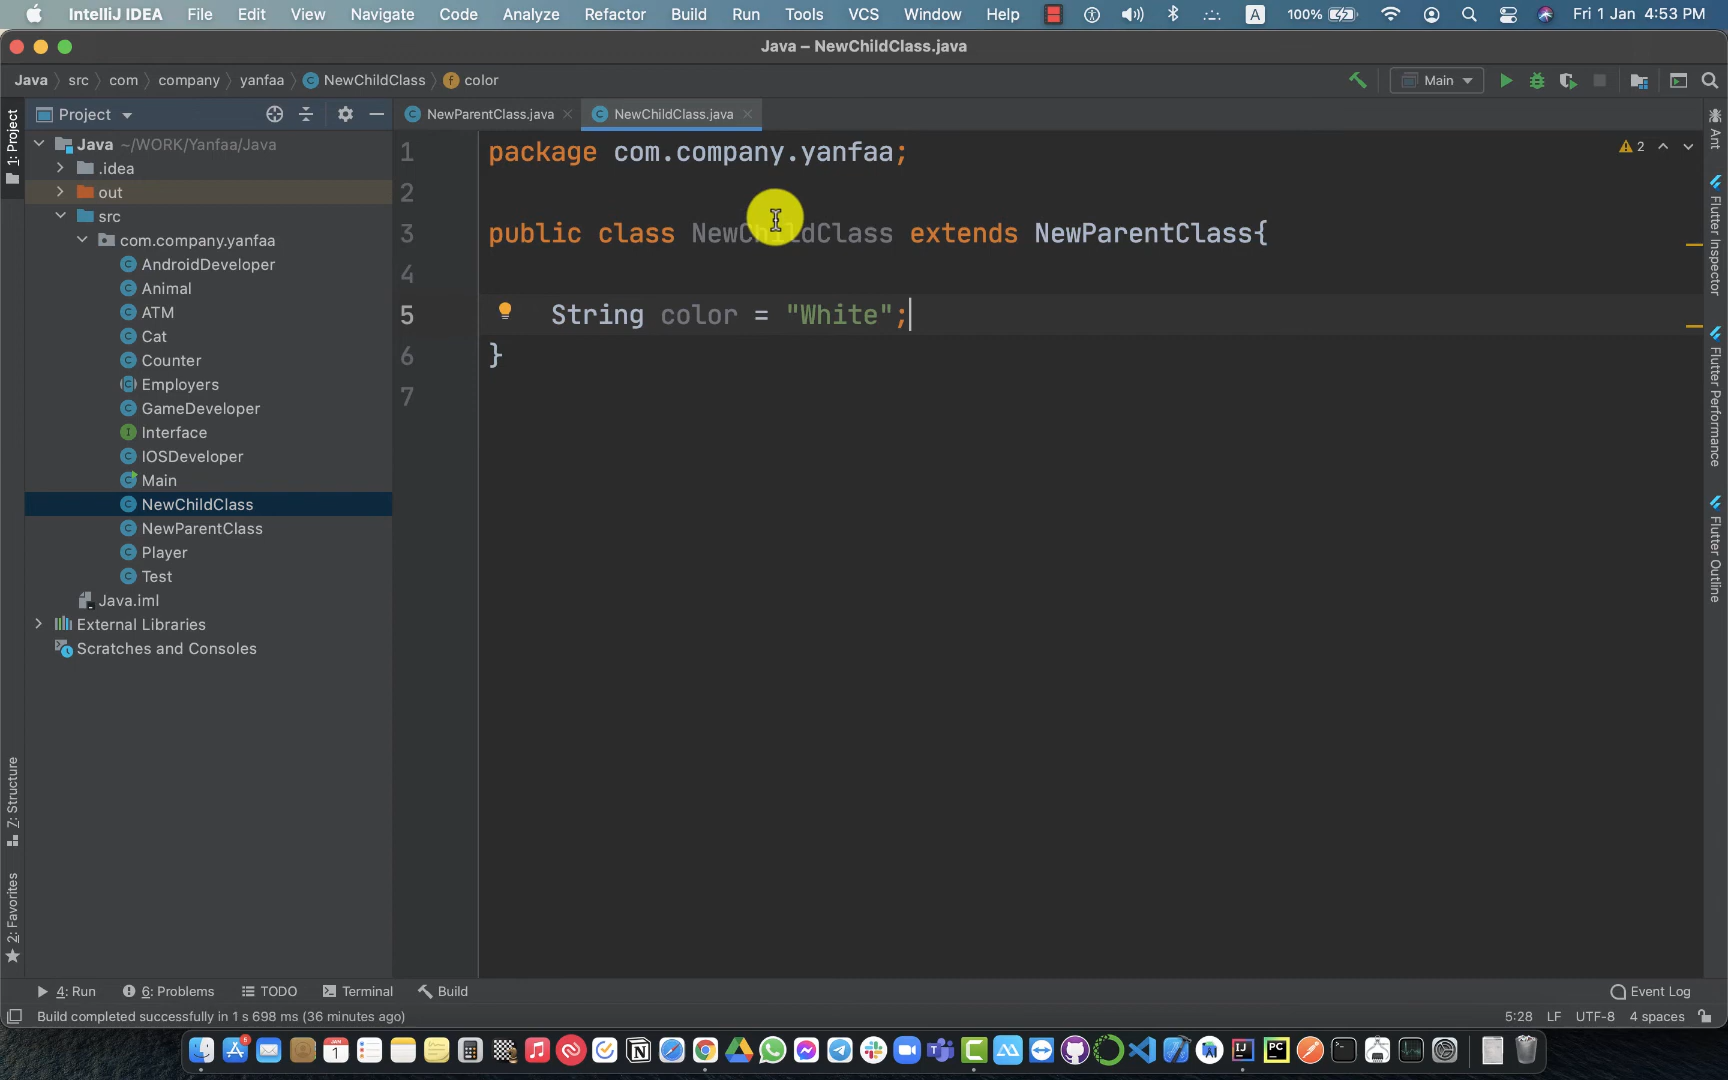 IntelliJ IDEA File Edit View Navigate Code Analyze Refactor Build Run Tools VCS Window Help A 100% Fri 1 Jan 4:53 PM
Java – NewChildClass.java
Java src com company yanfaa NewChildClass color Main
Project NewParentClass.java NewChildClass.java
1: Project
Java ~/WORK/Yanfaa/Java
.idea
out
src
com.company.yanfaa
AndroidDeveloper
Animal
ATM
Cat
Counter
Employers
GameDeveloper
Interface
IOSDeveloper
Main
NewChildClass
NewParentClass
Player
Test
Java.iml
External Libraries
Scratches and Consoles
1 package com.company.yanfaa;
2
3 public class NewChildClass extends NewParentClass{
4
5 String color = "White";
6 }
7
2
Ant
Flutter Inspector
Flutter Performance
Flutter Outline
Z: Structure
2: Favorites
4: Run 6: Problems TODO Terminal Build Event Log
Build completed successfully in 1 s 698 ms (36 minutes ago) 5:28 LF UTF-8 4 spaces